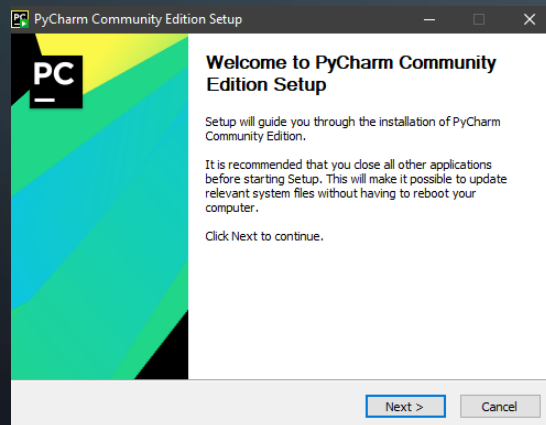 PyCharm Community Edition Setup
PC
Welcome to PyCharm Community
Edition Setup
Setup will guide you through the installation of PyCharm
Community Edition.
It is recommended that you close all other applications
before starting Setup. This will make it possible to update
relevant system files without having to reboot your
computer.
Click Next to continue.
Next >
Cancel